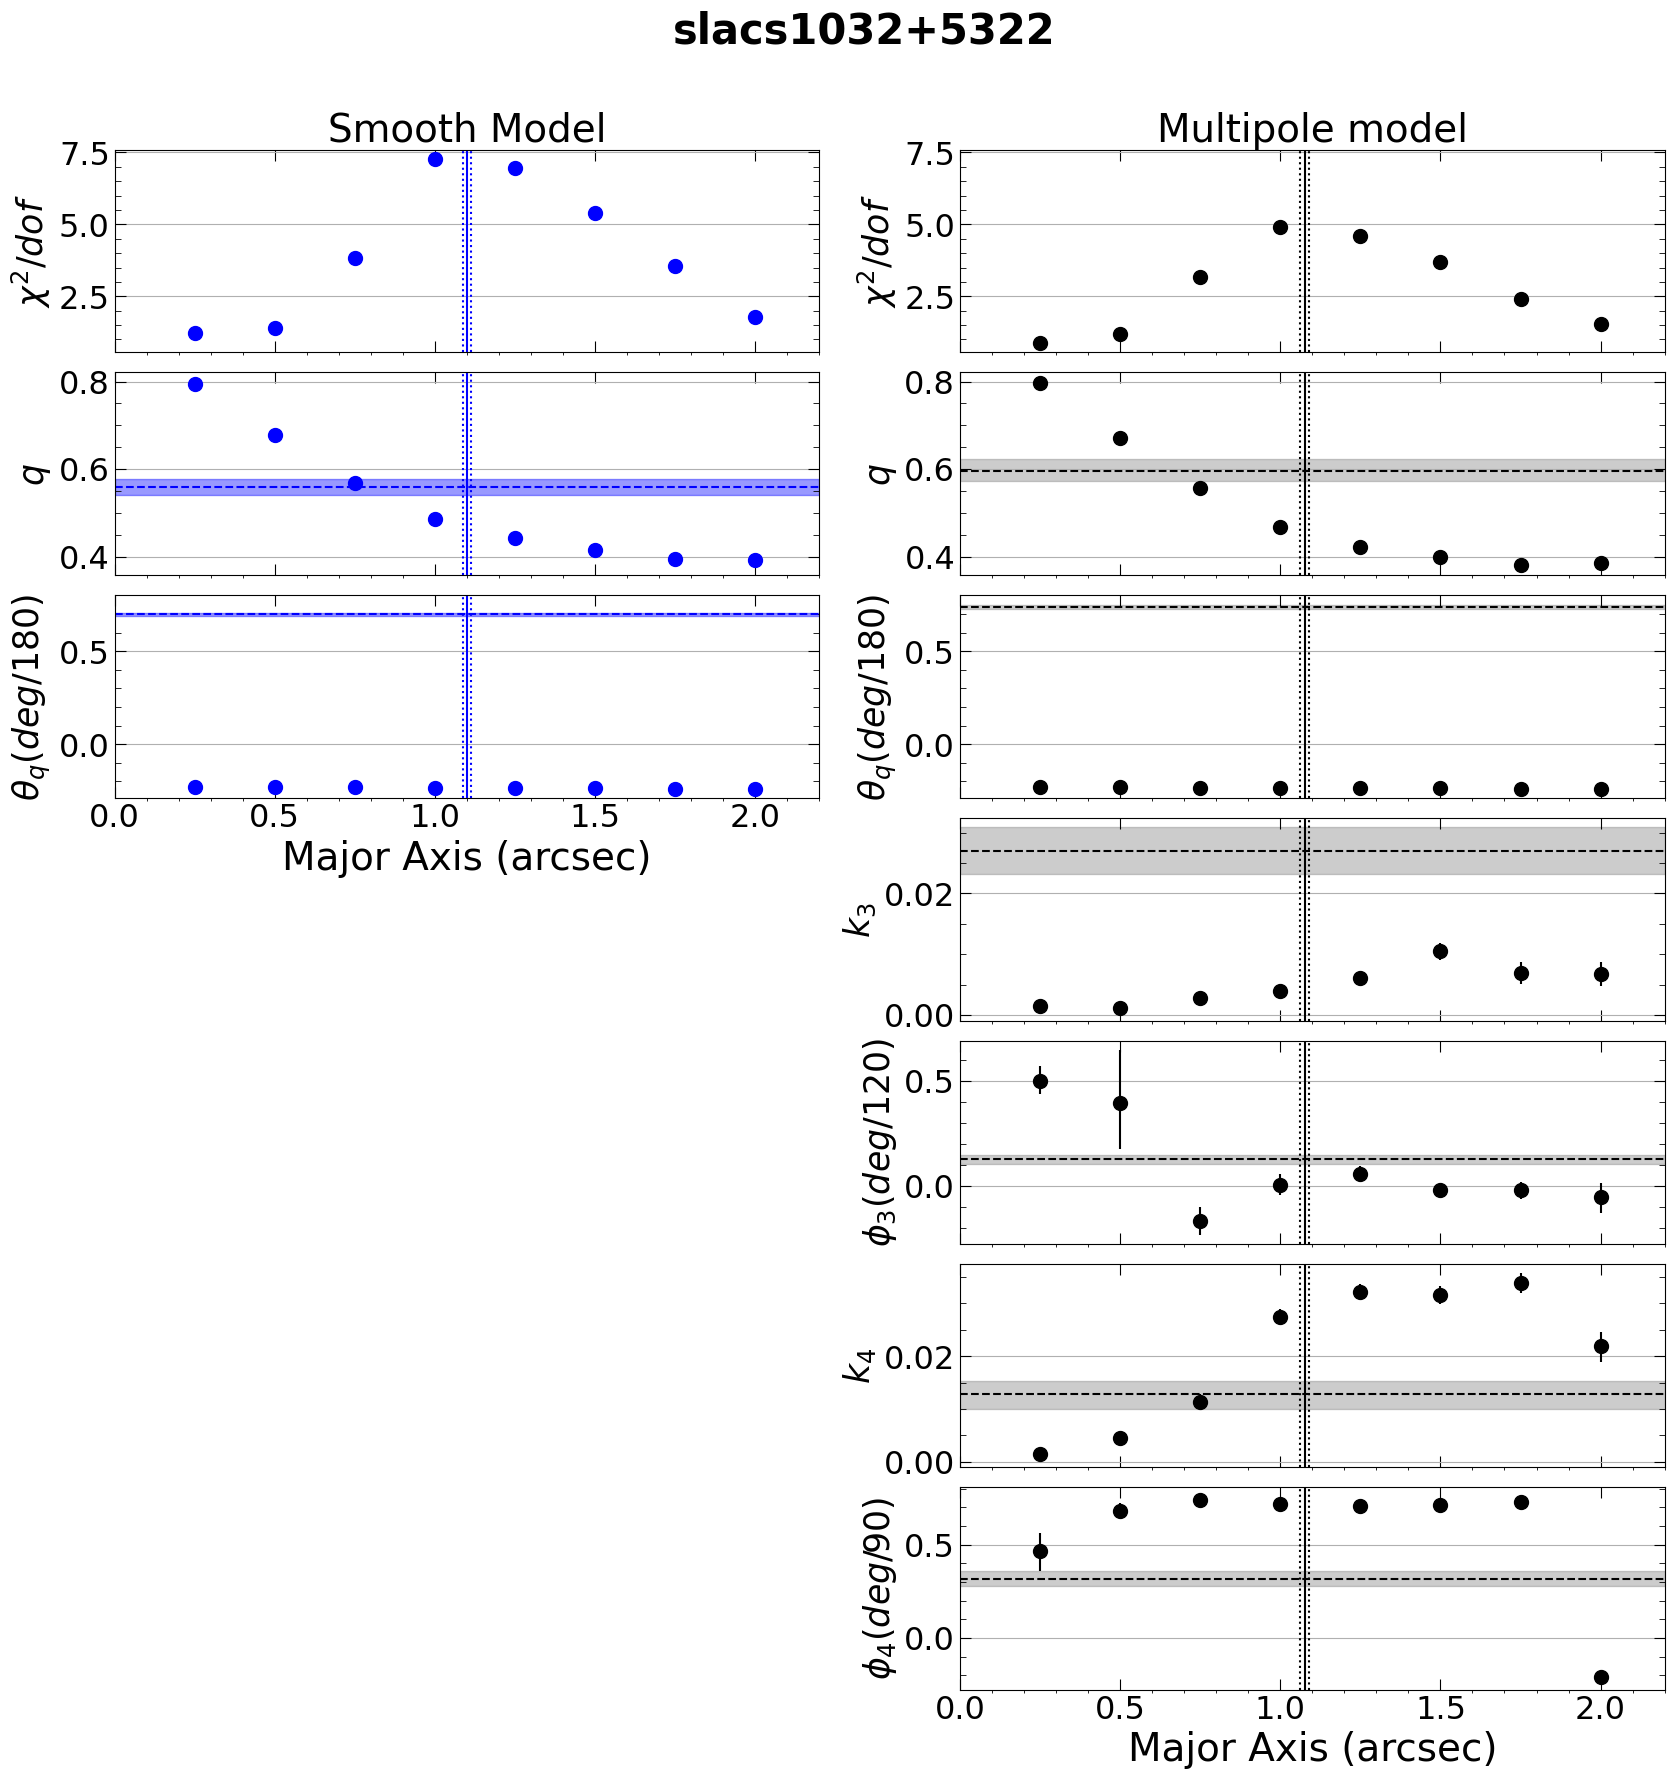 slacs1032+5322
Smooth Model
7.5
5.0
2.5
χ²/dof
0.8
0.6
0.4
q
0.5
0.0
θ_q(deg/180)
0.0 0.5 1.0 1.5 2.0
Major Axis (arcsec)
Multipole model
7.5
5.0
2.5
χ²/dof
0.8
0.6
0.4
q
0.5
0.0
θ_q(deg/180)
0.02
0.00
k₃
0.5
0.0
ϕ₃(deg/120)
0.02
0.00
k₄
0.5
0.0
ϕ₄(deg/90)
0.0 0.5 1.0 1.5 2.0
Major Axis (arcsec)